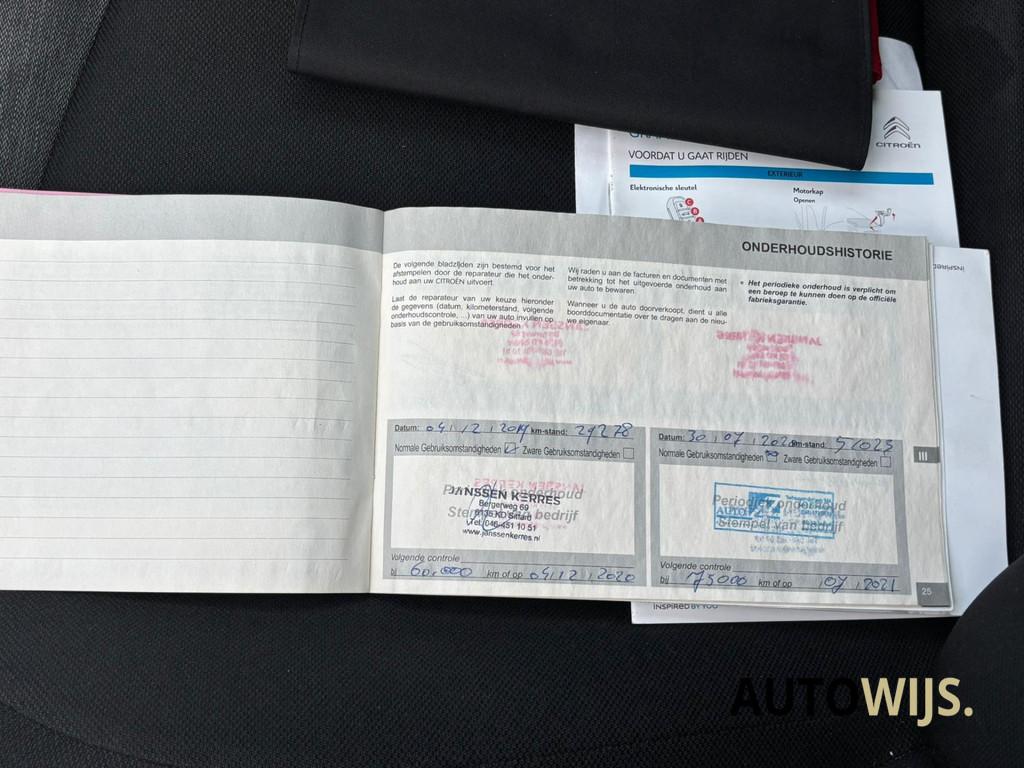 CITROËN
VOORDAT U GAAT RIJDEN
EXTERIEUR
Elektronische sleutel
Motorkap
Openen
ONDERHOUDSHISTORIE
De volgende bladzijden zijn bestemd voor het
afstempelen door de reparateur die het onder-
houd aan uw CITROËN uitvoert.
Laat de reparateur van uw keuze hieronder
de gegevens (datum, kilometerstand, volgende
onderhoudscontrole, ...) van uw auto invullen op
basis van de gebruiksomstandigheden.
Wij raden u aan de facturen en documenten met
betrekking tot het uitgevoerde onderhoud aan
uw auto te bewaren.
Wanneer u de auto doorverkoopt, dient u alle
boorddocumentatie over te dragen aan de nieu-
we eigenaar.
* Het periodieke onderhoud is verplicht om
een beroep te kunnen doen op de officiële
fabrieksgarantie.
Datum: 04, 12, 2019 km-stand: 29278
Normale Gebruiksomstandigheden Zware Gebruiksomstandigheden
Periodiek onderhoud
Stempel van bedrijf
JANSSEN KERRES
Bergerweg 69
6135 KD Sittard
Tel. 046-451 10 51
www.janssenkerres.nl
Volgende controle
bij 60.000 km of op 04, 12, 2020
Datum: 30, 07, 202 km-stand: 51023
Normale Gebruiksomstandigheden Zware Gebruiksomstandigheden
Periodiek onderhoud
Stempel van bedrijf
AUTO
Volgende controle
bij 75000 km of op , 07, 2021
III
25
INSPIRED BY YOU
AUTOWIJS.